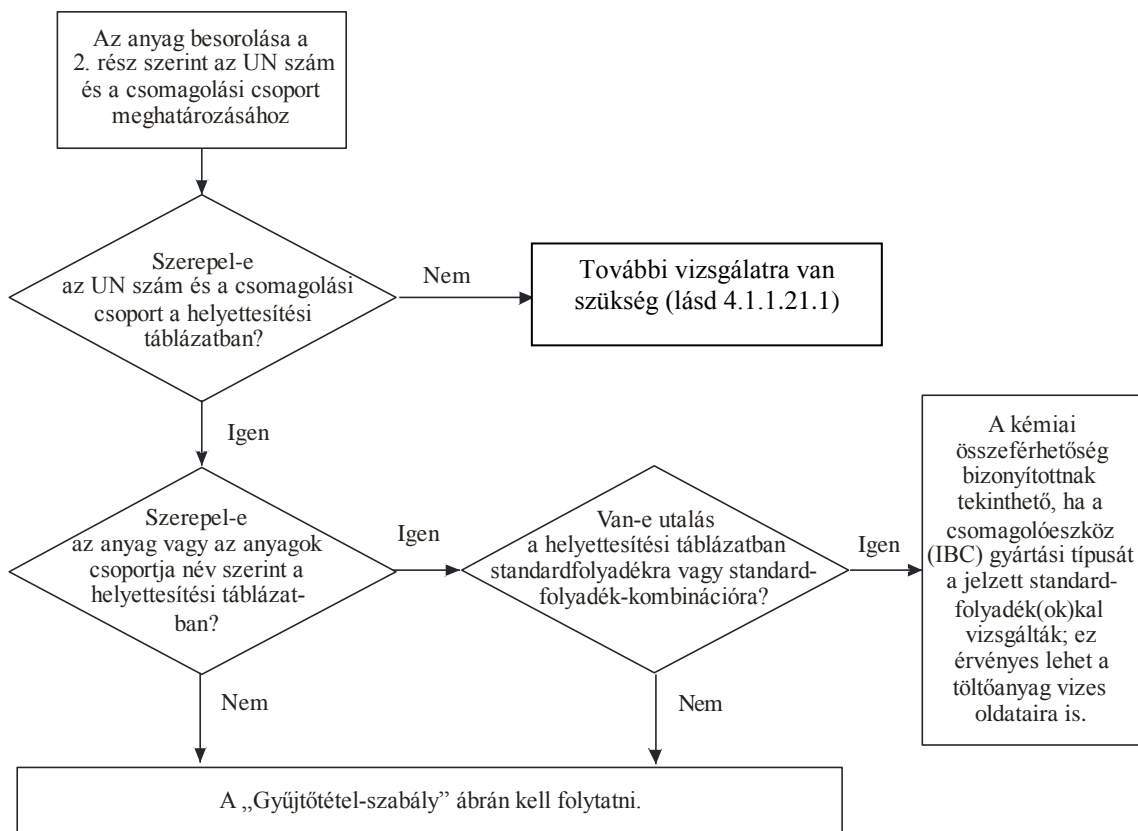 Az anyag besorolása a
2. rész szerint az UN szám
és a csomagolási csoport
meghatározásához
Szerepel-e
az UN szám és a csomagolási
csoport a helyettesítési
táblázatban?
Nem
További vizsgálatra van
szükség (lásd 4.1.1.21.1)
Igen
Szerepel-e
az anyag vagy az anyagok
csoportja név szerint a
helyettesítési táblázat-
ban?
Igen
Van-e utalás
a helyettesítési táblázatban
standardfolyadékra vagy standard-
folyadék-kombinációra?
Igen
A kémiai
összeférhetőség
bizonyítottnak
tekinthető, ha a
csomagolóeszköz
(IBC) gyártási típusát
a jelzett standard-
folyadék(ok)kal
vizsgálták; ez
érvényes lehet a
töltőanyag vizes
oldataira is.
Nem
Nem
A „Gyűjtőtétel-szabály” ábrán kell folytatni.